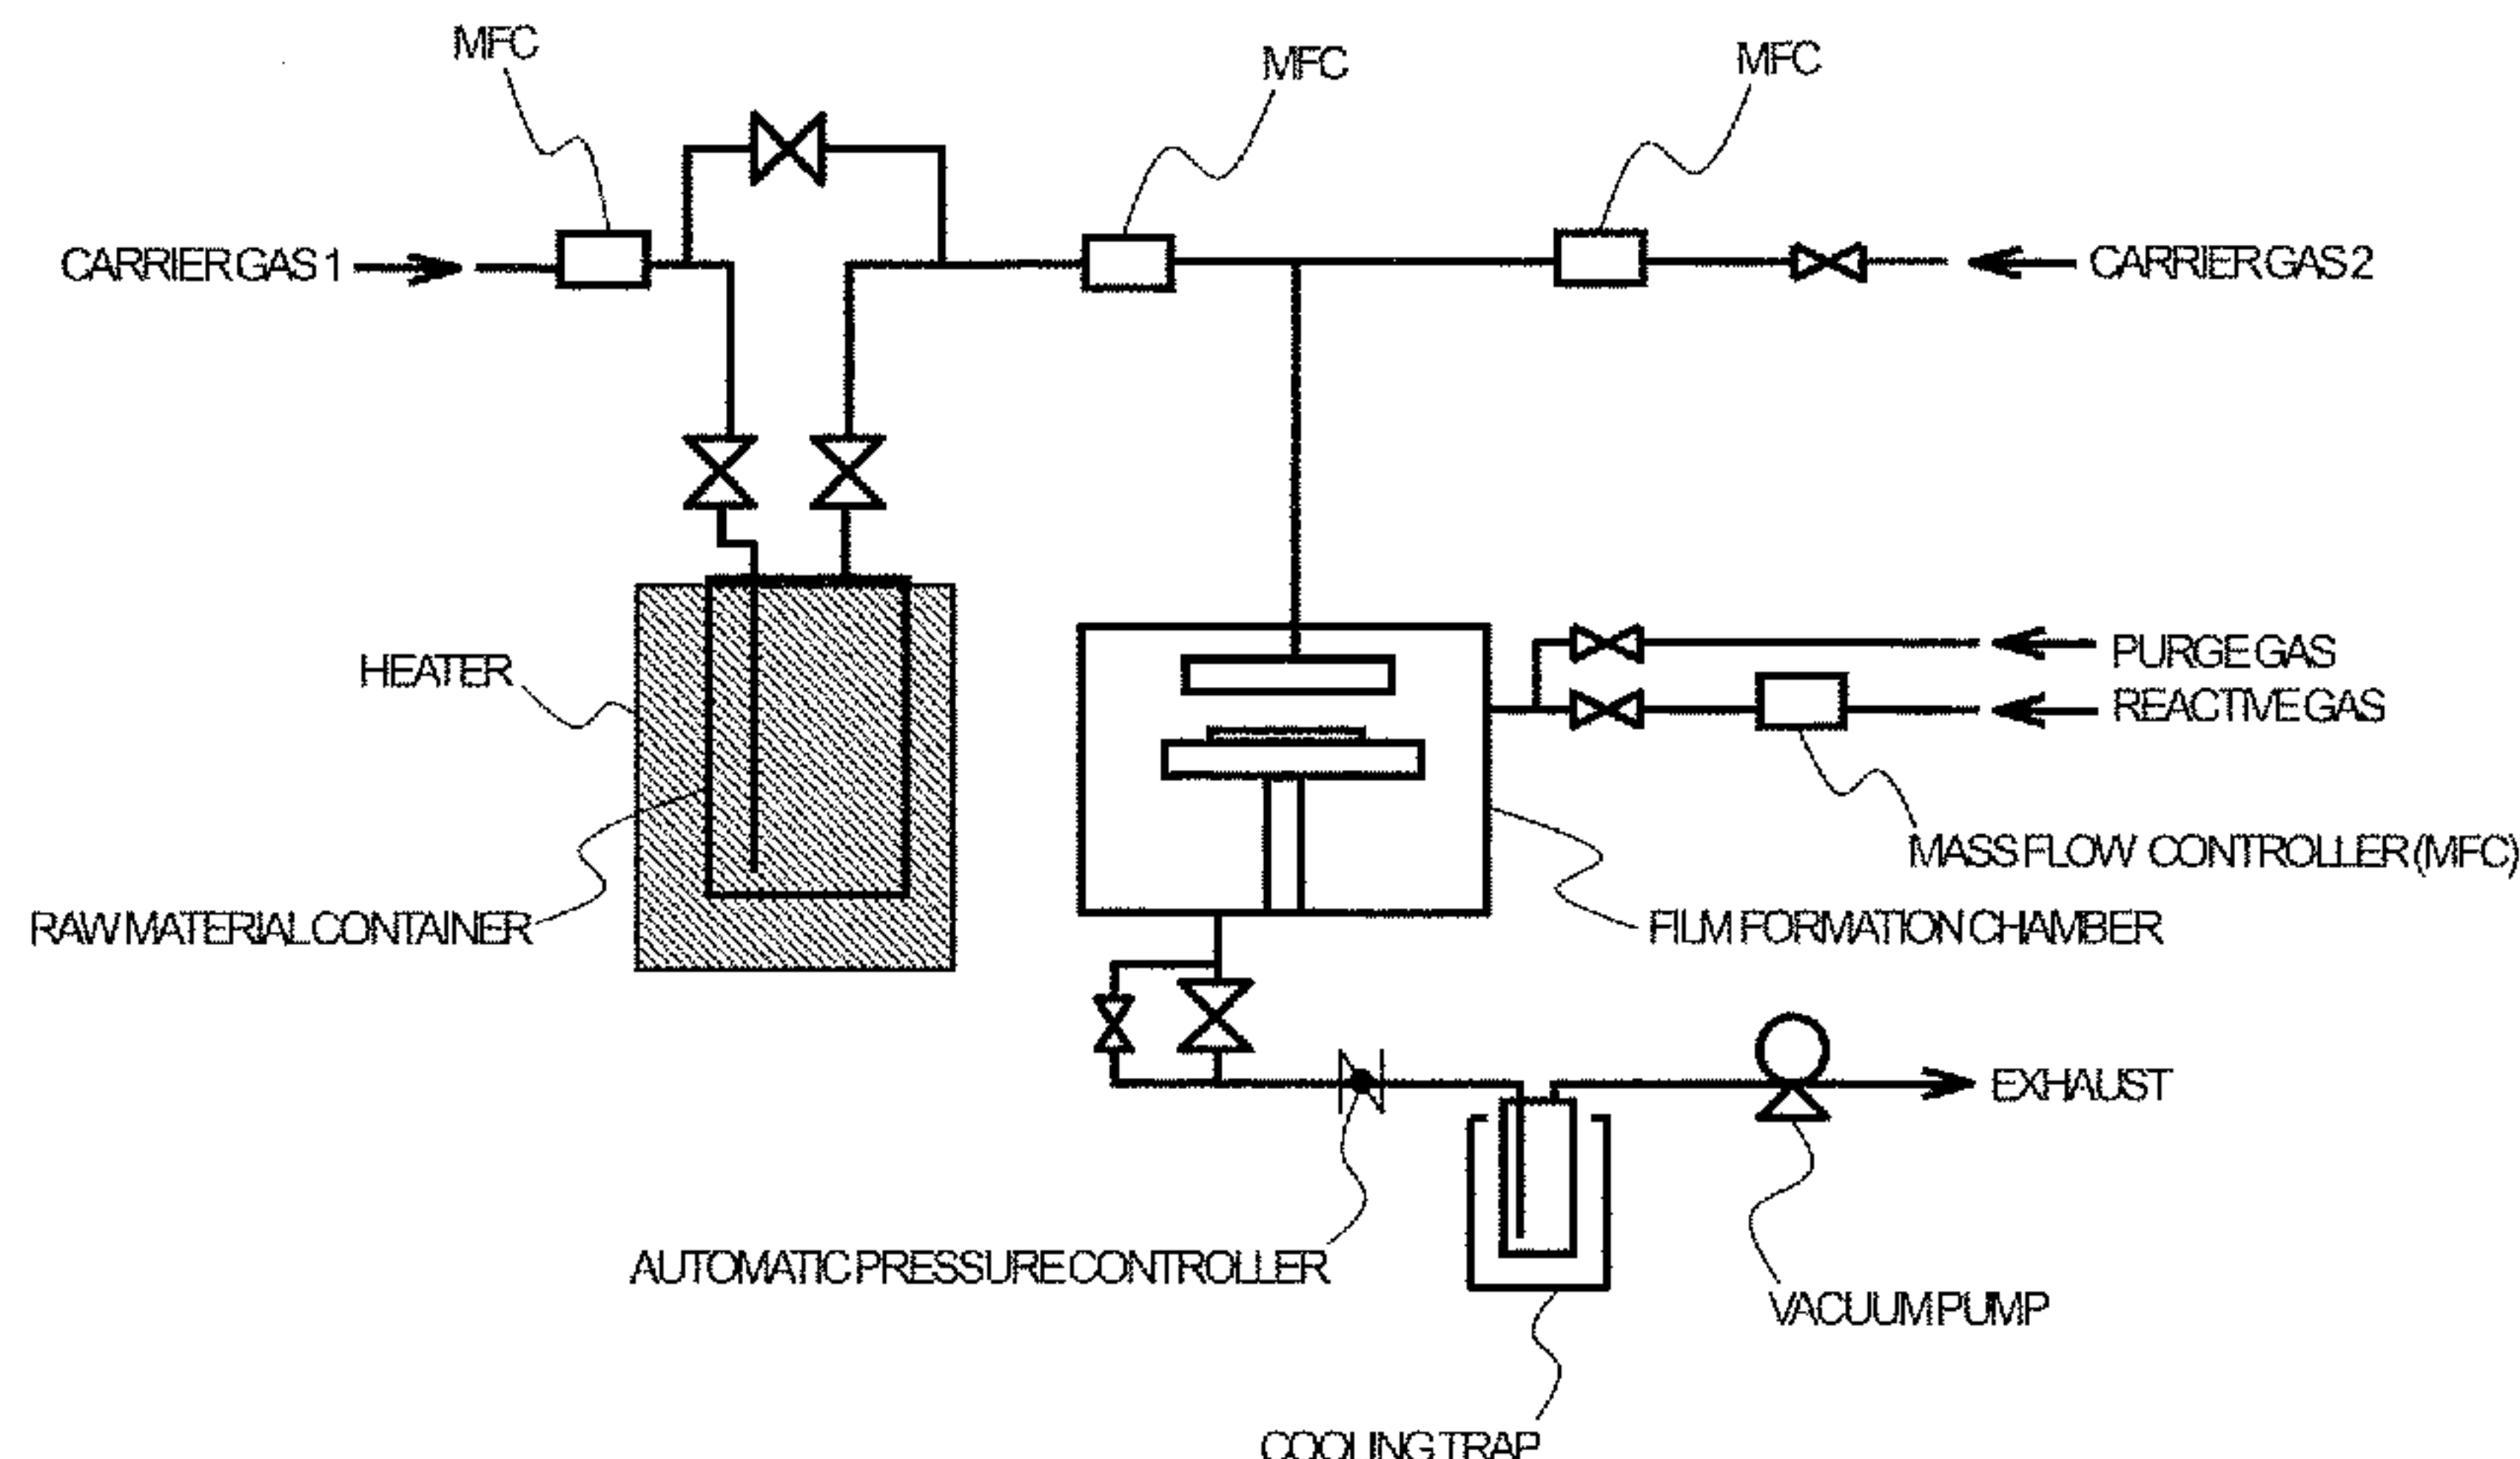 MFC
MFC
MFC
CARRIER GAS 1
CARRIER GAS 2
HEATER
PURGE GAS
REACTIVE GAS
MASS FLOW CONTROLLER (MFC)
RAW MATERIAL CONTAINER
FILM FORMATION CHAMBER
EXHAUST
AUTOMATIC PRESSURE CONTROLLER
VACUUM PUMP
COOLING TRAP